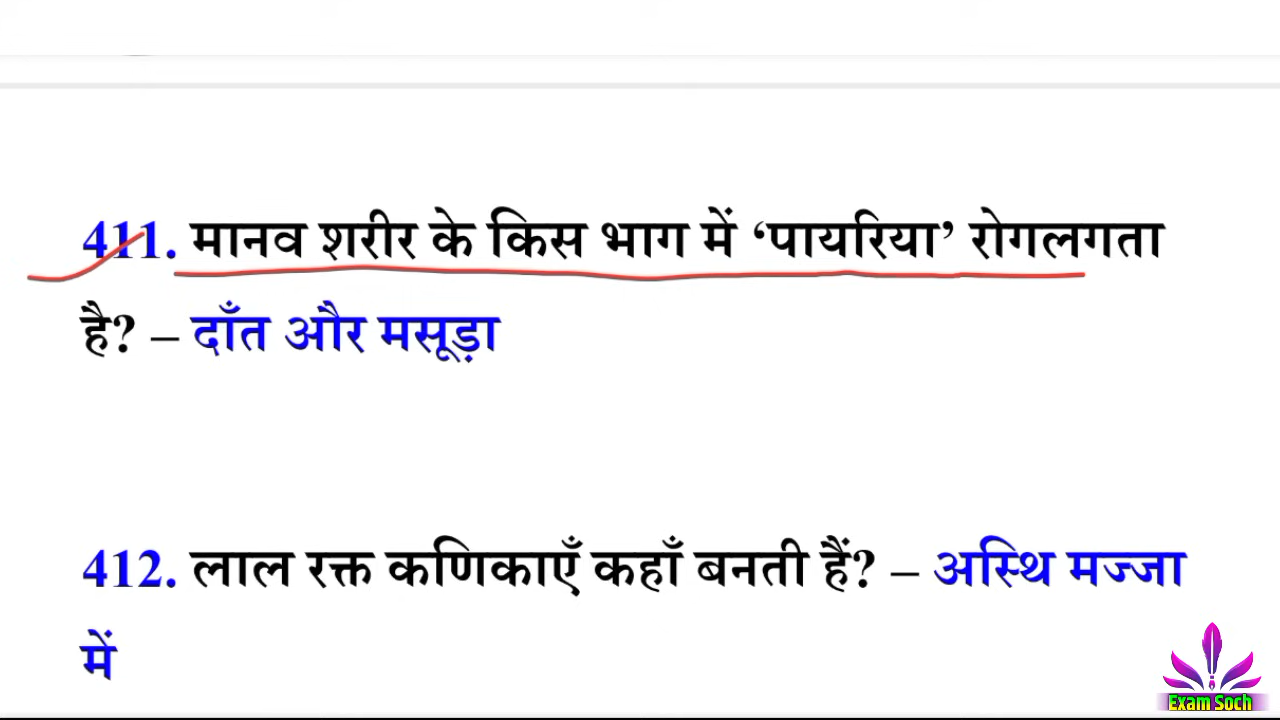 411. मानव शरीर के किस भाग में ‘पायरिया’ रोगलगता
है? – दाँत और मसूड़ा
412. लाल रक्त कणिकाएँ कहाँ बनती हैं? – अस्थि मज्जा
में
Exam Soch